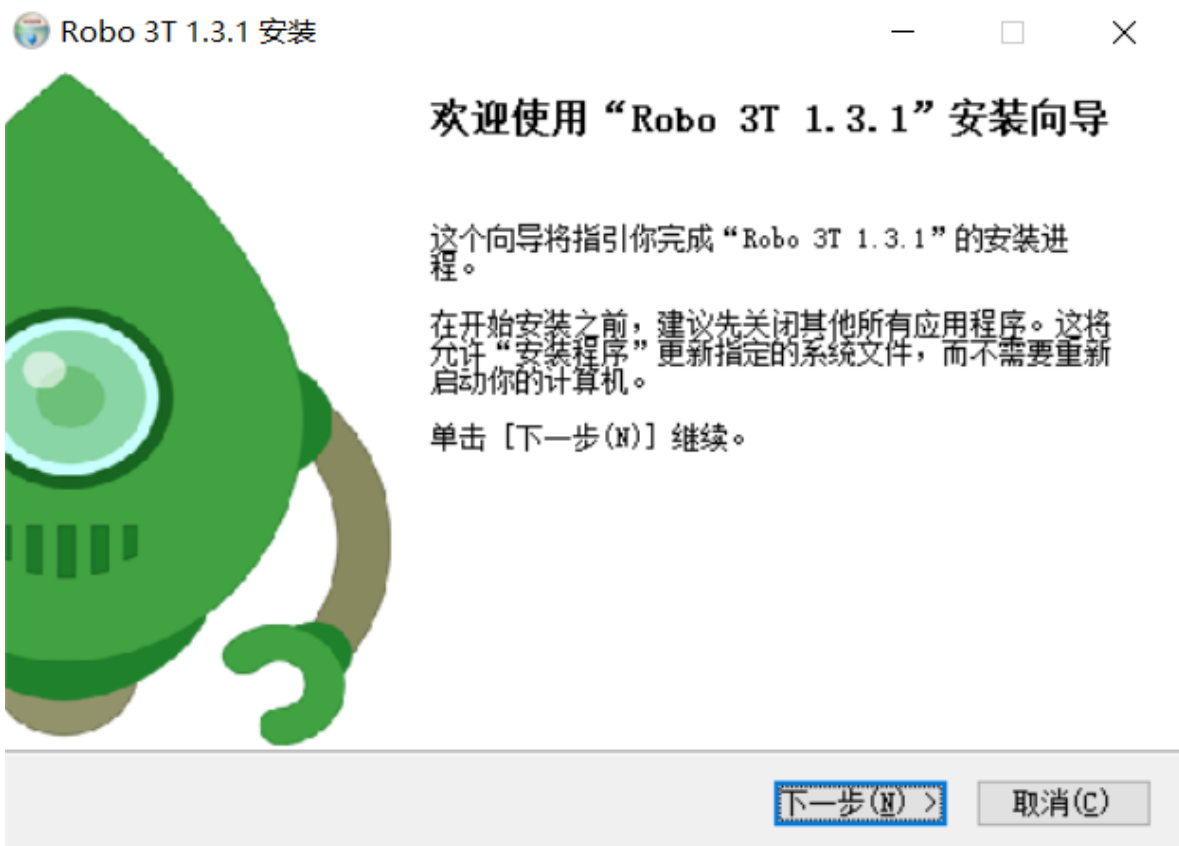 Robo 3T 1.3.1 安装
欢迎使用“Robo 3T 1.3.1”安装向导
这个向导将指引你完成“Robo 3T 1.3.1”的安装进
程。
在开始安装之前，建议先关闭其他所有应用程序。这将
允许“安装程序”更新指定的系统文件，而不需要重新
启动你的计算机。
单击 [下一步(N)] 继续。
下一步(N) >
取消(C)